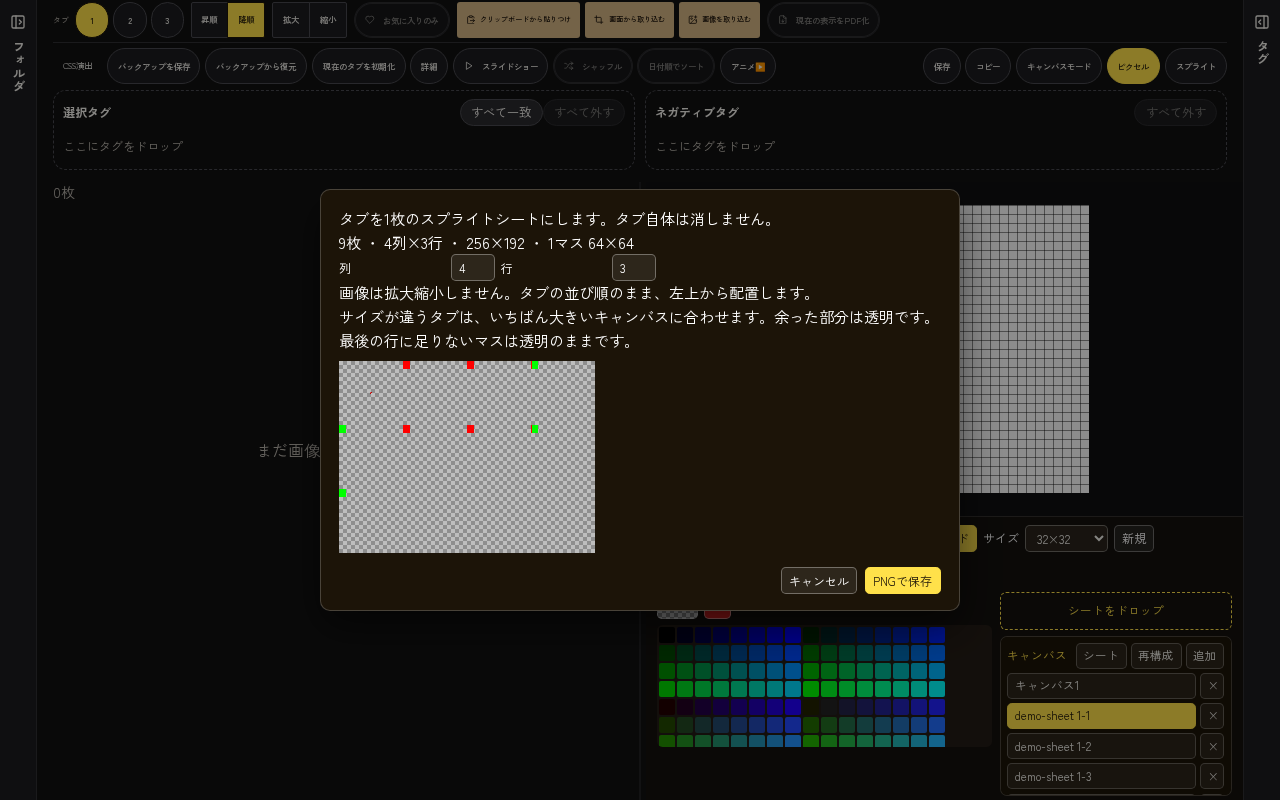 フォルダ
タブ 1 2 3 昇順 降順 拡大 縮小 お気に入りのみ クリップボードから貼りつけ 画面から取り込む 画像を取り込む 現在の表示をPDF化
タグ
CSS演出 バックアップを保存 バックアップから復元 現在のタブを初期化 詳細 スライドショー シャッフル 日付順でソート アニメ▶️ 保存 コピー キャンバスモード ピクセル スプライト
選択タグ すべて一致 すべて外す
ここにタグをドロップ
ネガティブタグ すべて外す
ここにタグをドロップ
0枚
まだ画像
タブを1枚のスプライトシートにします。タブ自体は消しません。
9枚 ・ 4列×3行 ・ 256×192 ・ 1マス 64×64
列 4 行 3
画像は拡大縮小しません。タブの並び順のまま、左上から配置します。
サイズが違うタブは、いちばん大きいキャンバスに合わせます。余った部分は透明です。
最後の行に足りないマスは透明のままです。
キャンセル PNGで保存
ド サイズ 32×32 新規
シートをドロップ
キャンバス シート 再構成 追加
キャンバス1 ×
demo-sheet 1-1 ×
demo-sheet 1-2 ×
demo-sheet 1-3 ×